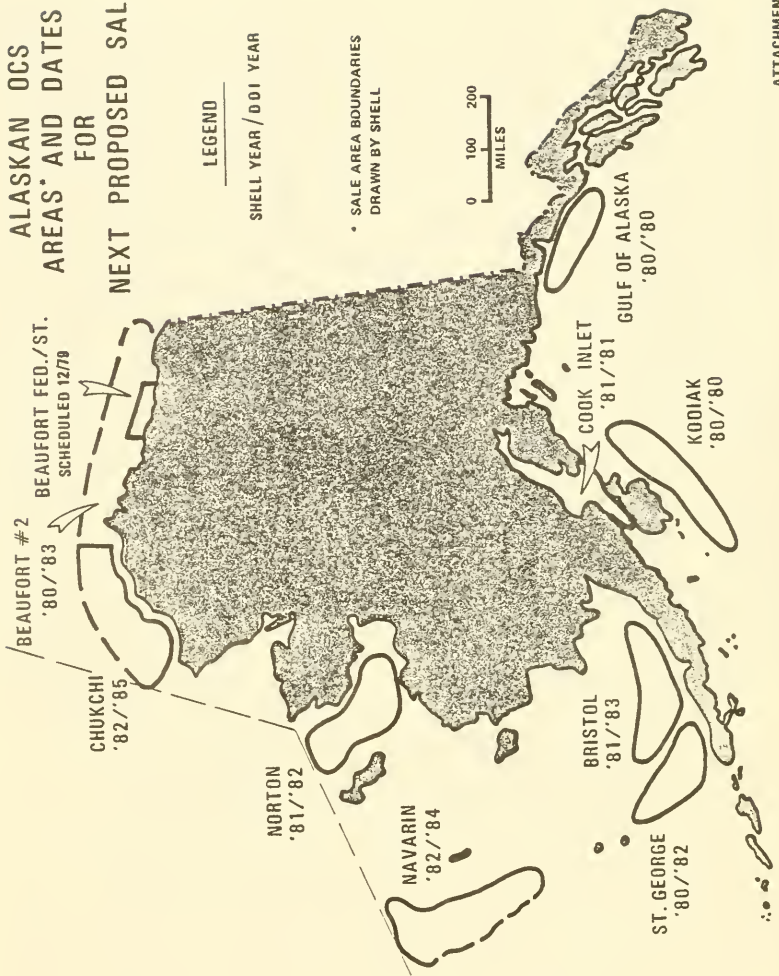 ALASKAN OCS
AREAS* AND DATES
FOR
NEXT PROPOSED SAL
LEGEND
SHELL YEAR/DOI YEAR
* SALE AREA BOUNDARIES
DRAWN BY SHELL
0 100 200
MILES
BEAUFORT #2
'80/'83
BEAUFORT FED./ST.
SCHEDULED 12/79
CHUKCHI
'82/'85
NORTON
'81/'82
NAVARIN
'82/'84
BRISTOL
'81/'83
ST. GEORGE
'80/'82
COOK INLET
'81/'81
KODIAK
'80/'80
GULF OF ALASKA
'80/'80
ATTACHMENT